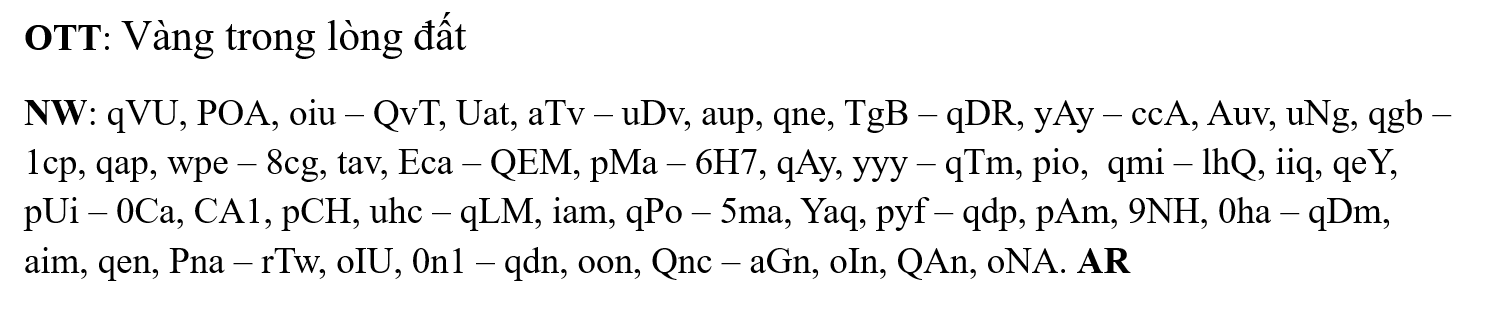 OTT: Vàng trong lòng đất
NW: qVU, POA, oiu – QvT, Uat, aTv – uDv, aup, qne, TgB – qDR, yAy – ccA, Auv, uNg, qgb –
1cp, qap, wpe – 8cg, tav, Eca – QEM, pMa – 6H7, qAy, yyy – qTm, pio, qmi – lhQ, iiq, qeY,
pUi – 0Ca, CA1, pCH, uhc – qLM, iam, qPo – 5ma, Yaq, pyf – qdp, pAm, 9NH, 0ha – qDm,
aim, qen, Pna – rTw, oIU, 0n1 – qdn, oon, Qnc – aGn, oIn, QAn, oNA. AR